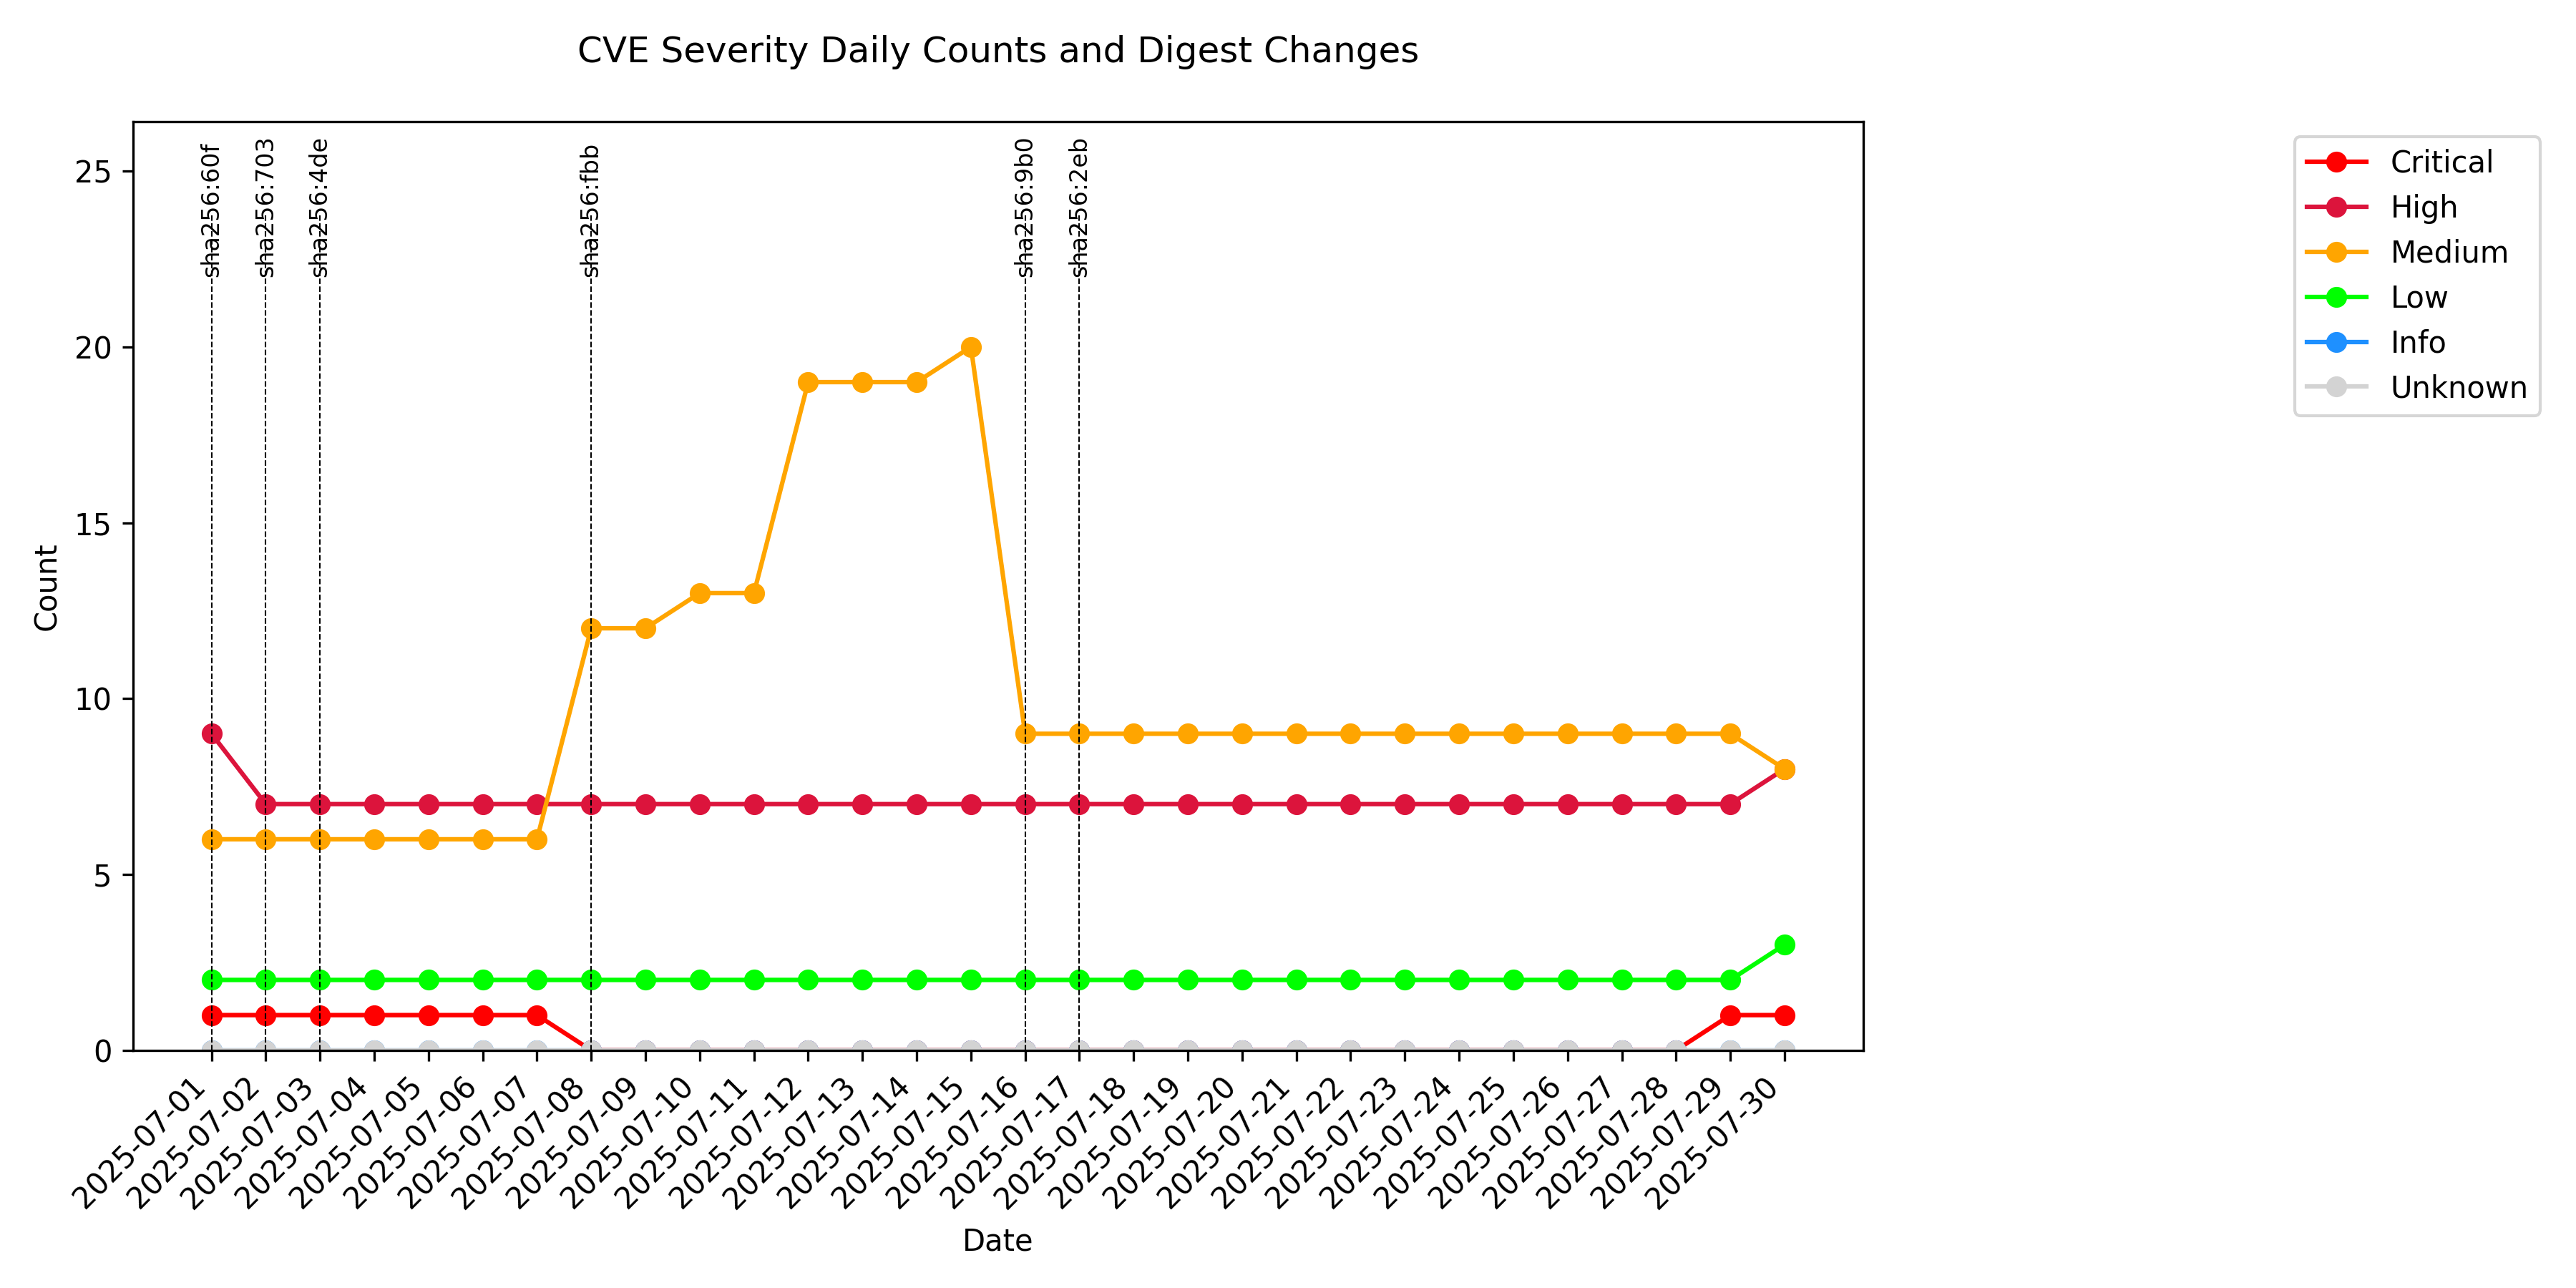 CVE Severity Daily Counts and Digest Changes
sha256:60f
sha256:703
sha256:4de
sha256:fbb
sha256:9b0
sha256:2eb
Critical
High
Medium
Low
Info
Unknown
25
20
15
10
5
0
Count
2025-07-01
2025-07-02
2025-07-03
2025-07-04
2025-07-05
2025-07-06
2025-07-07
2025-07-08
2025-07-09
2025-07-10
2025-07-11
2025-07-12
2025-07-13
2025-07-14
2025-07-15
2025-07-16
2025-07-17
2025-07-18
2025-07-19
2025-07-20
2025-07-21
2025-07-22
2025-07-23
2025-07-24
2025-07-25
2025-07-26
2025-07-27
2025-07-28
2025-07-29
2025-07-30
Date